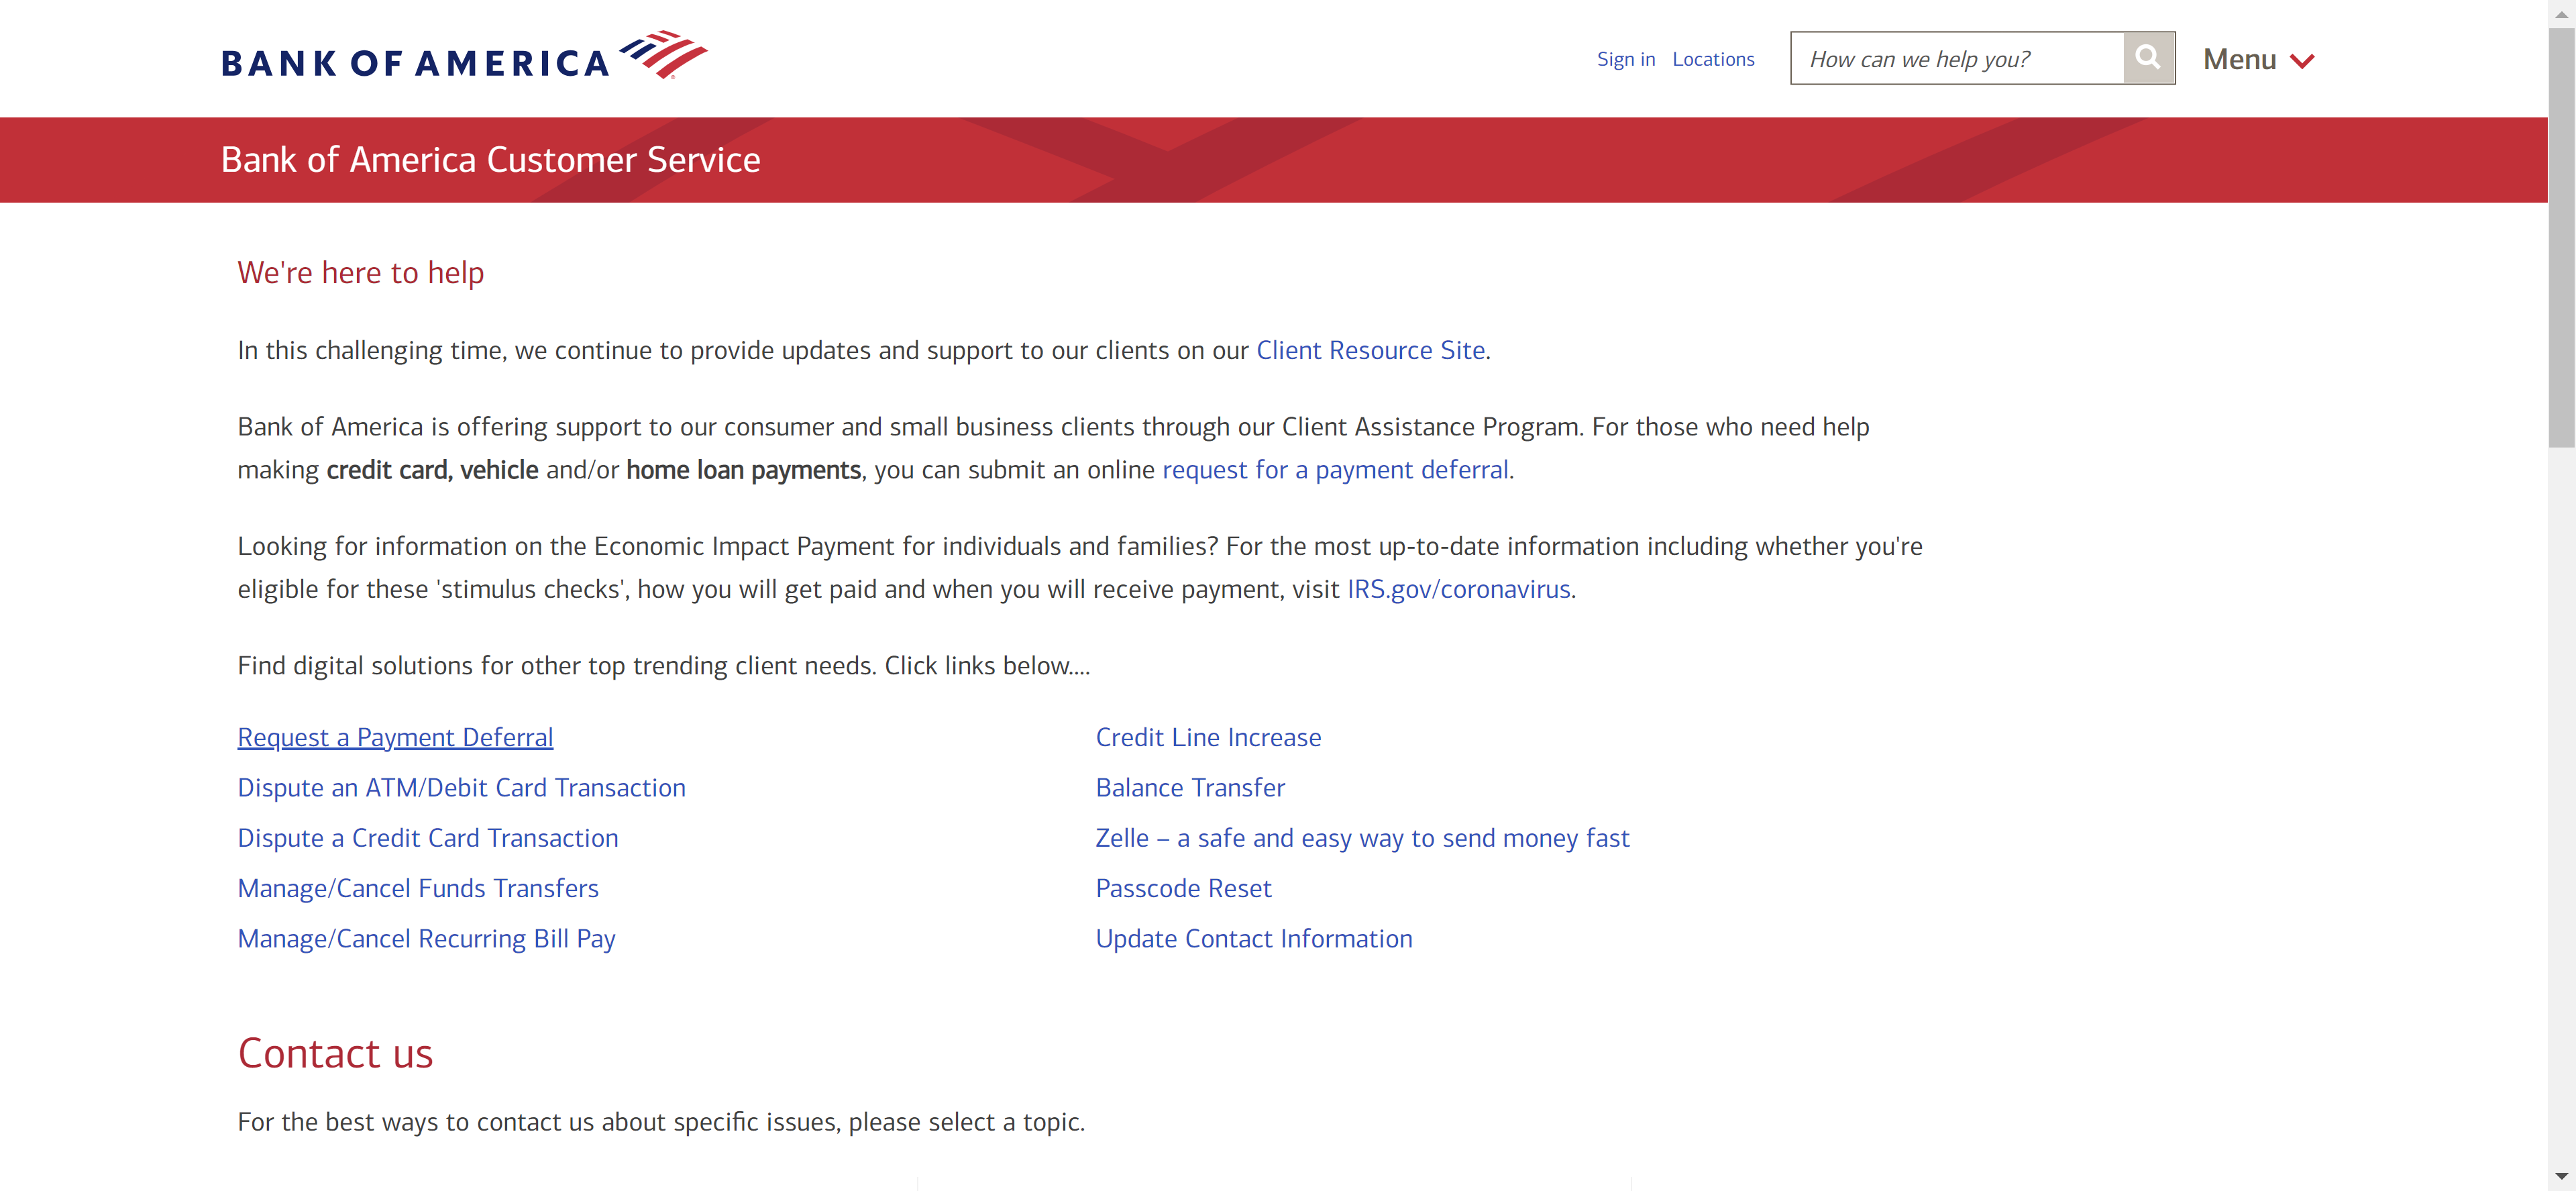 BANK OF AMERICA
Sign in Locations How can we help you? Menu
Bank of America Customer Service
We're here to help
In this challenging time, we continue to provide updates and support to our clients on our Client Resource Site.
Bank of America is offering support to our consumer and small business clients through our Client Assistance Program. For those who need help
making credit card, vehicle and/or home loan payments, you can submit an online request for a payment deferral.
Looking for information on the Economic Impact Payment for individuals and families? For the most up-to-date information including whether you're
eligible for these 'stimulus checks', how you will get paid and when you will receive payment, visit IRS.gov/coronavirus.
Find digital solutions for other top trending client needs. Click links below....
Request a Payment Deferral
Dispute an ATM/Debit Card Transaction
Dispute a Credit Card Transaction
Manage/Cancel Funds Transfers
Manage/Cancel Recurring Bill Pay
Credit Line Increase
Balance Transfer
Zelle – a safe and easy way to send money fast
Passcode Reset
Update Contact Information
Contact us
For the best ways to contact us about specific issues, please select a topic.